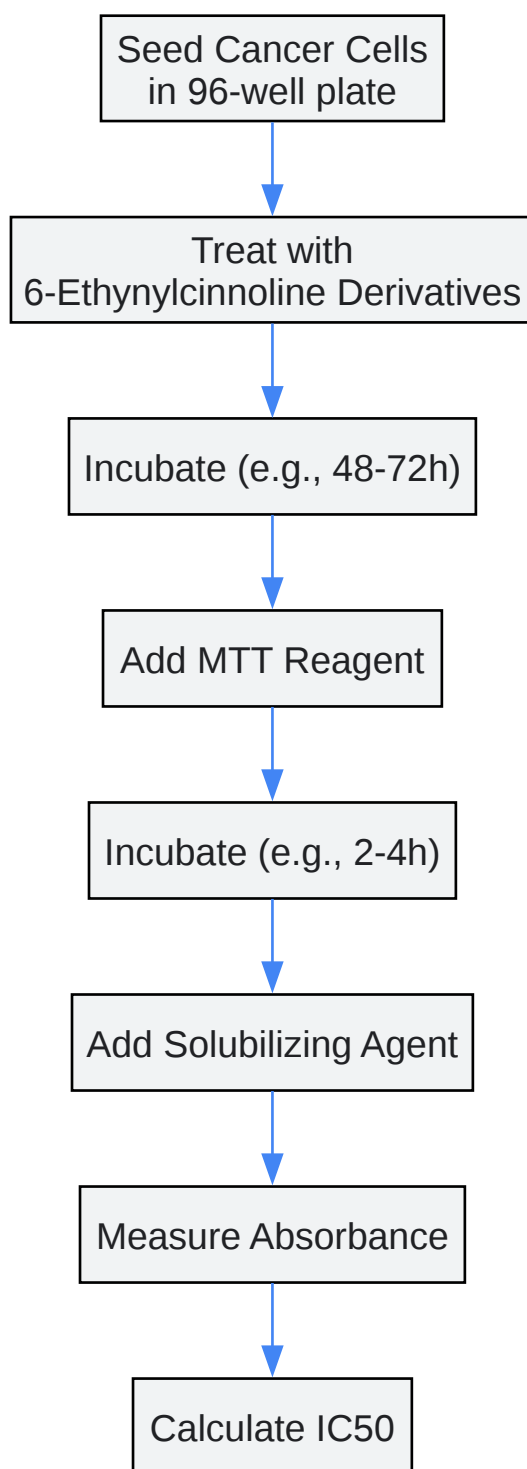 Seed Cancer Cells
in 96-well plate
Treat with
6-Ethynylcinnoline Derivatives
Incubate (e.g., 48-72h)
Add MTT Reagent
Incubate (e.g., 2-4h)
Add Solubilizing Agent
Measure Absorbance
Calculate IC50